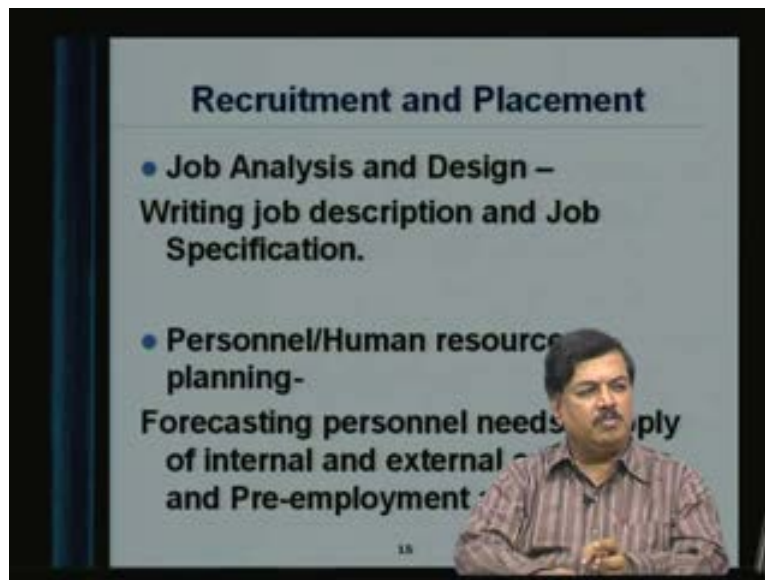 Recruitment and Placement
● Job Analysis and Design –
Writing job description and Job
Specification.
● Personnel/Human resource
planning-
Forecasting personnel needs
of internal and external
and Pre-employment
15